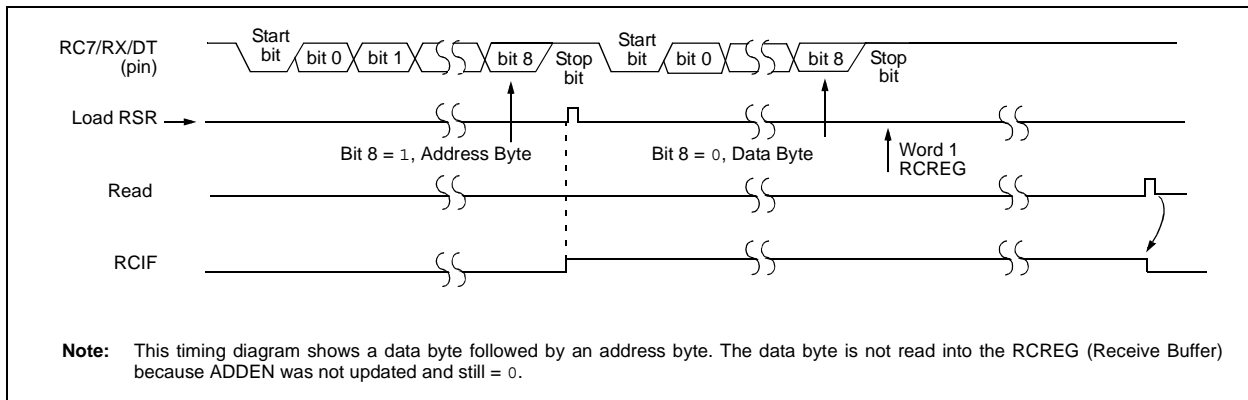 RC7/RX/DT
(pin)
Start
bit
bit 0
bit 1
bit 8
Stop
bit
Start
bit
bit 0
bit 8
Stop
bit
Load RSR
Bit 8 = 1, Address Byte
Bit 8 = 0, Data Byte
Word 1
RCREG
Read
RCIF
Note: This timing diagram shows a data byte followed by an address byte. The data byte is not read into the RCREG (Receive Buffer)
because ADDEN was not updated and still = 0.